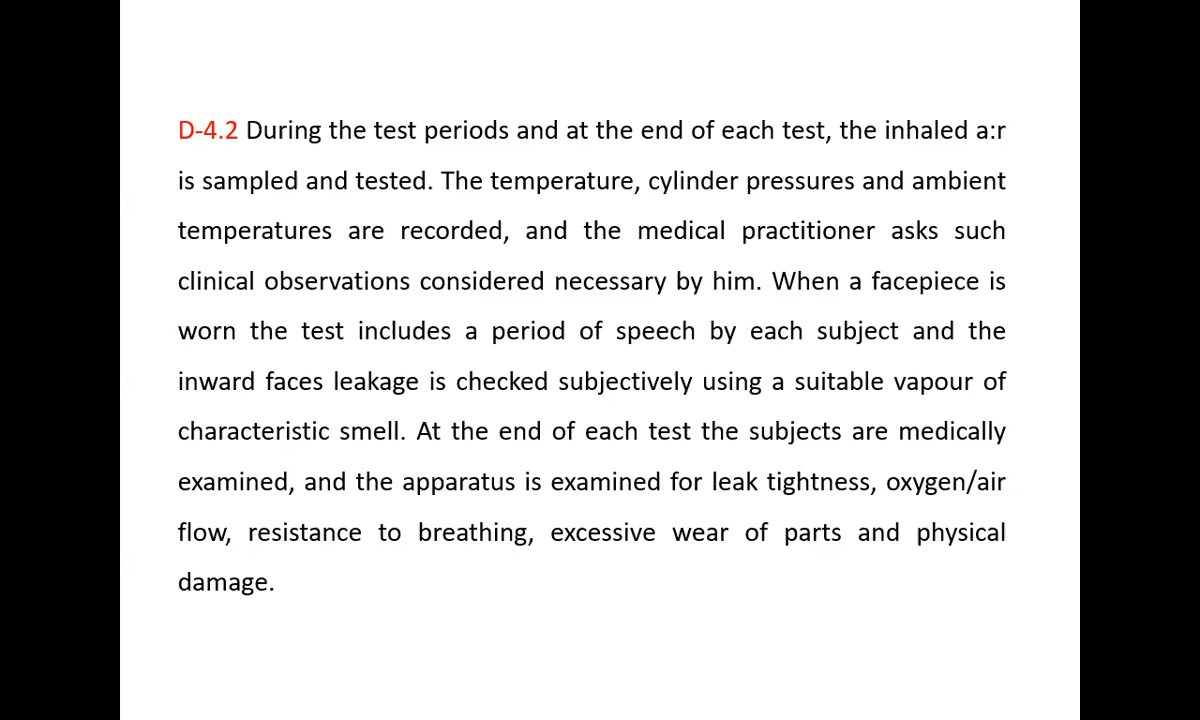 D-4.2 During the test periods and at the end of each test, the inhaled a:r
is sampled and tested. The temperature, cylinder pressures and ambient
temperatures are recorded, and the medical practitioner asks such
clinical observations considered necessary by him. When a facepiece is
worn the test includes a period of speech by each subject and the
inward faces leakage is checked subjectively using a suitable vapour of
characteristic smell. At the end of each test the subjects are medically
examined, and the apparatus is examined for leak tightness, oxygen/air
flow, resistance to breathing, excessive wear of parts and physical
damage.